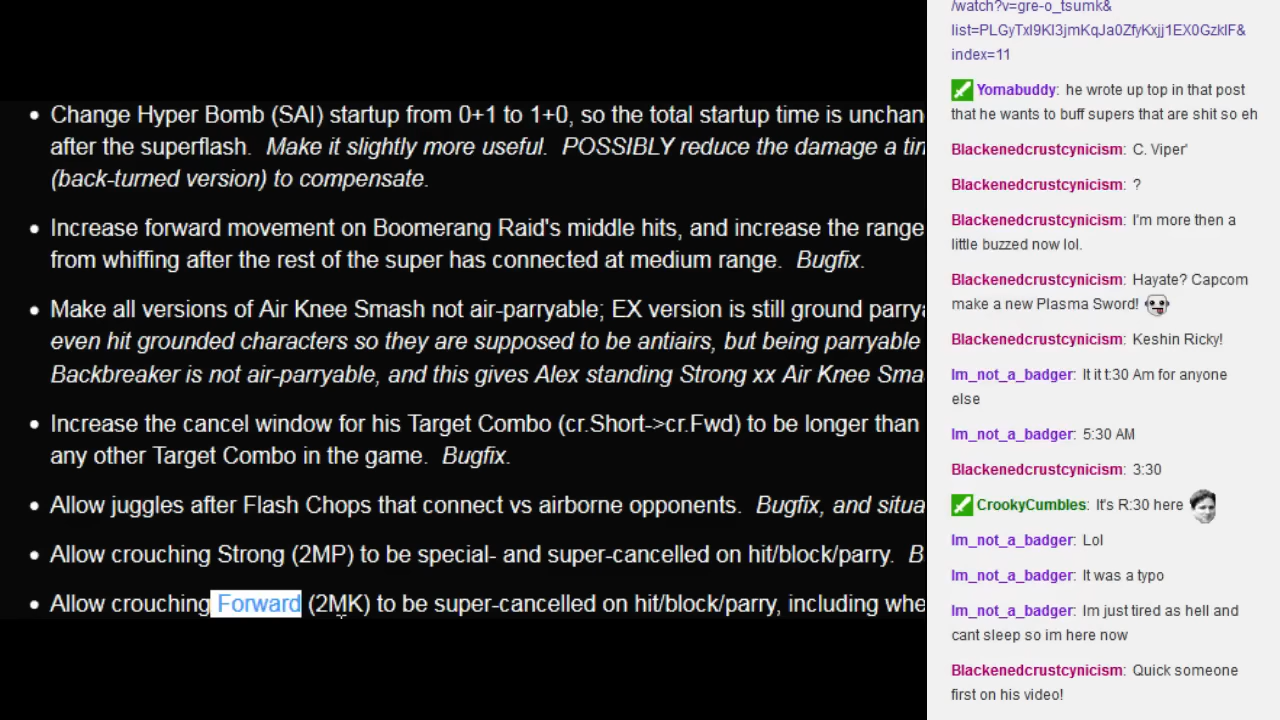 Change Hyper Bomb (SAI) startup from 0+1 to 1+0, so the total startup time is unchan
after the superflash. Make it slightly more useful. POSSIBLY reduce the damage a tin
(back-turned version) to compensate.
Increase forward movement on Boomerang Raid's middle hits, and increase the range
from whiffing after the rest of the super has connected at medium range. Bugfix.
Make all versions of Air Knee Smash not air-parryable; EX version is still ground parrya
even hit grounded characters so they are supposed to be antiairs, but being parryable
Backbreaker is not air-parryable, and this gives Alex standing Strong xx Air Knee Sma
Increase the cancel window for his Target Combo (cr.Short->cr.Fwd) to be longer than
any other Target Combo in the game. Bugfix.
Allow juggles after Flash Chops that connect vs airborne opponents. Bugfix, and situa
Allow crouching Strong (2MP) to be special- and super-cancelled on hit/block/parry. B
Allow crouching Forward (2MK) to be super-cancelled on hit/block/parry, including whe
/watch?v=gre-o_tsumk&
list=PLGyTxI9KI3jmKqJa0ZfyKxjj1EX0GzkIF&
index=11
Yomabuddy: he wrote up top in that post
that he wants to buff supers that are shit so eh
Blackenedcrustcynicism: C. Viper'
Blackenedcrustcynicism: ?
Blackenedcrustcynicism: I'm more then a
little buzzed now lol.
Blackenedcrustcynicism: Hayate? Capcom
make a new Plasma Sword!
Blackenedcrustcynicism: Keshin Ricky!
Im_not_a_badger: It it t:30 Am for anyone
else
Im_not_a_badger: 5:30 AM
Blackenedcrustcynicism: 3:30
CrookyCumbles: It's R:30 here
Im_not_a_badger: Lol
Im_not_a_badger: It was a typo
Im_not_a_badger: Im just tired as hell and
cant sleep so im here now
Blackenedcrustcynicism: Quick someone
first on his video!